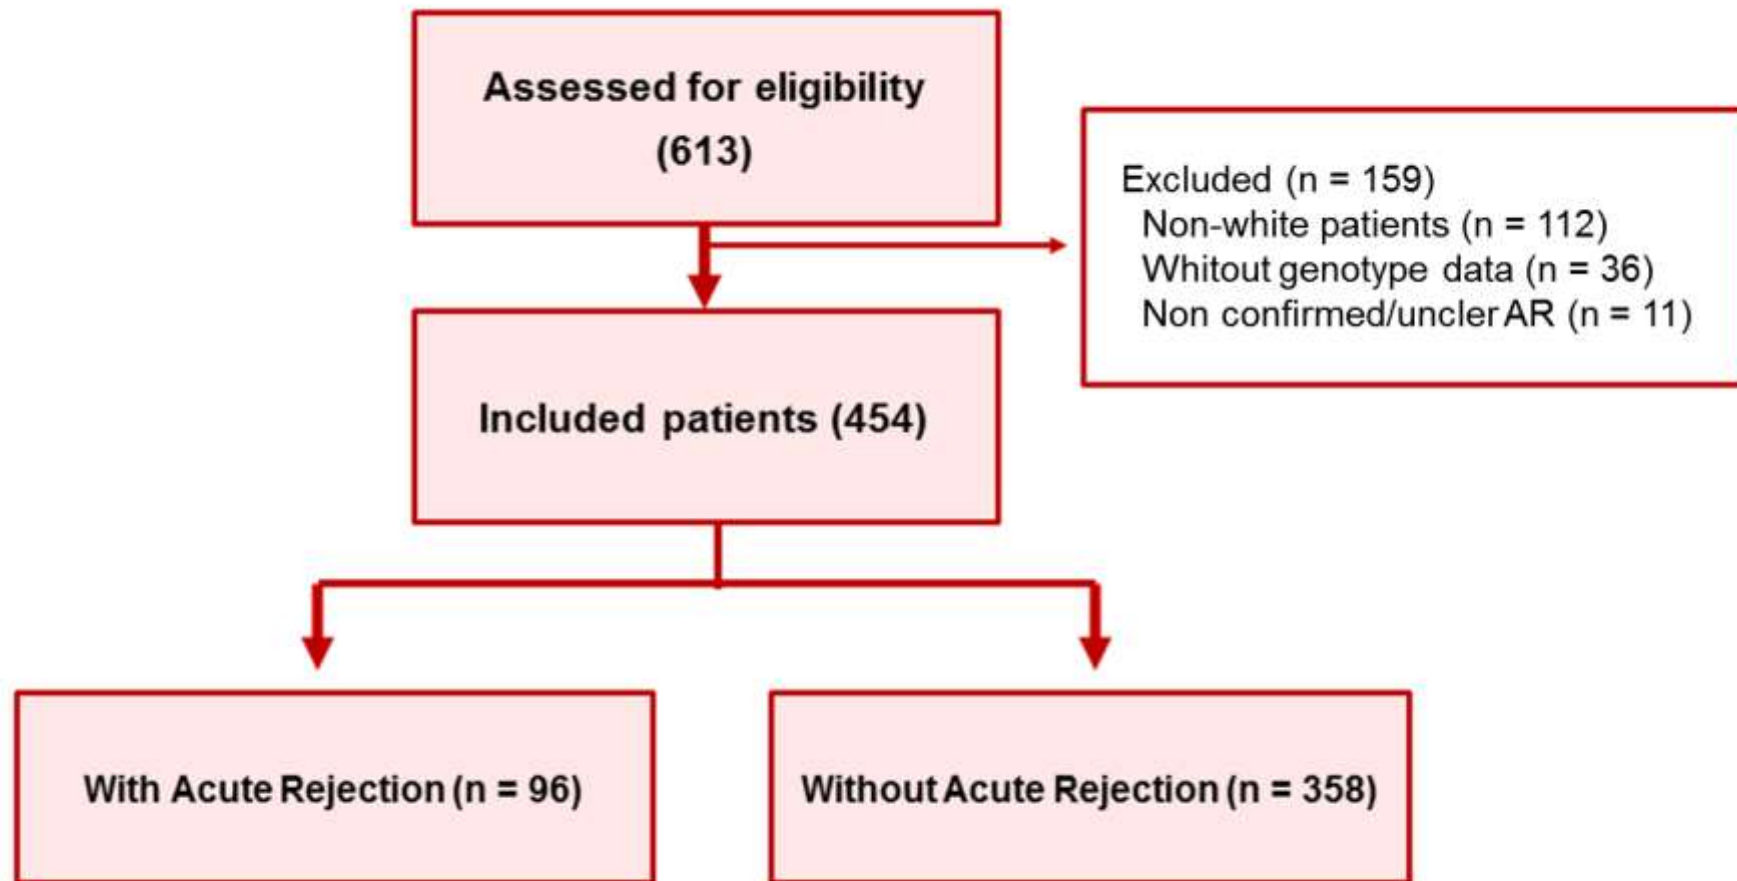 Assessed for eligibility
(613)
Excluded (n = 159)
Non-white patients (n = 112)
Whitout genotype data (n = 36)
Non confirmed/uncler AR (n = 11)
Included patients (454)
With Acute Rejection (n = 96)
Without Acute Rejection (n = 358)